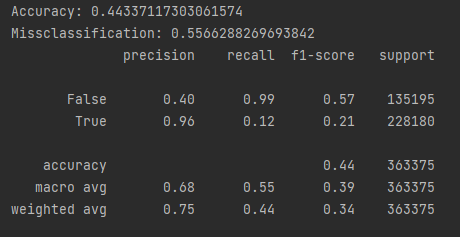 Accuracy: 0.44337117303061574
Missclassification: 0.5566288269693842
precision recall f1-score support
False 0.40 0.99 0.57 135195
True 0.96 0.12 0.21 228180
accuracy 0.44 363375
macro avg 0.68 0.55 0.39 363375
weighted avg 0.75 0.44 0.34 363375